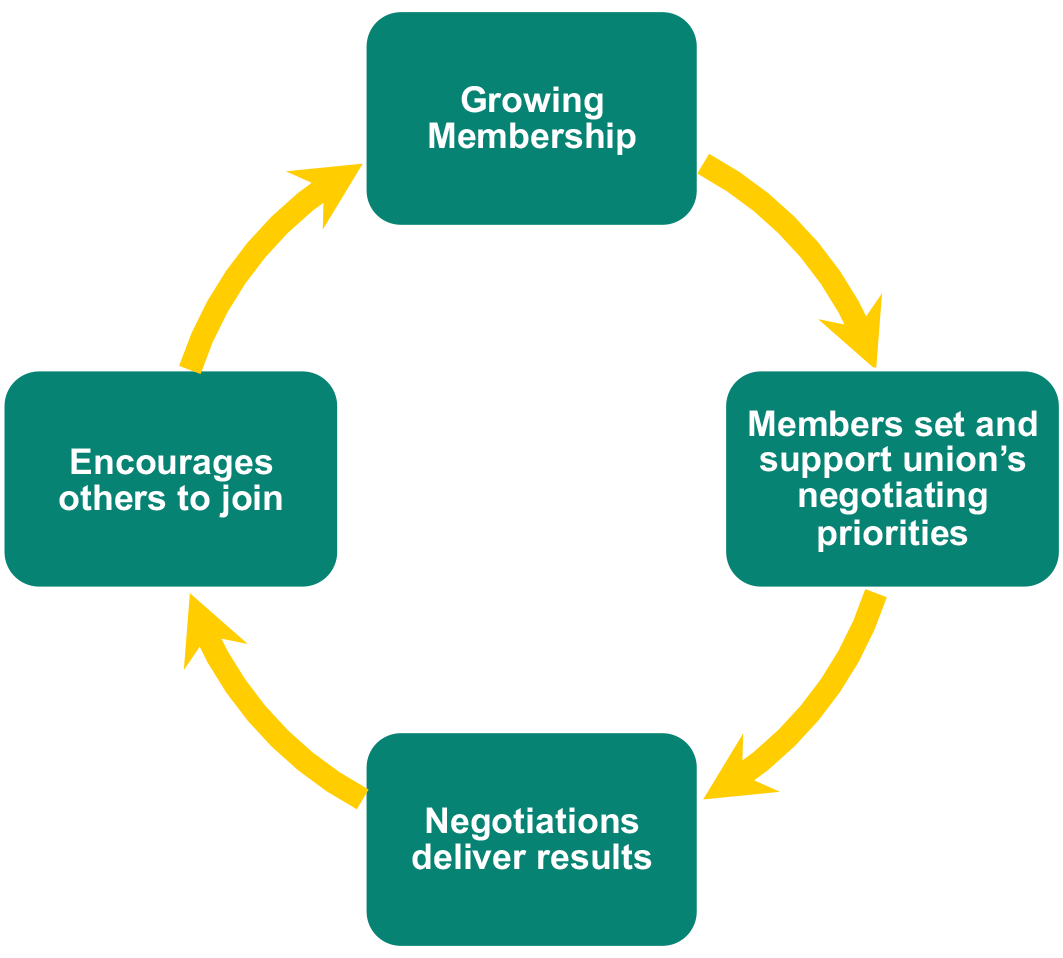 Growing
Membership
Members set and
support union’s
negotiating
priorities
Negotiations
deliver results
Encourages
others to join